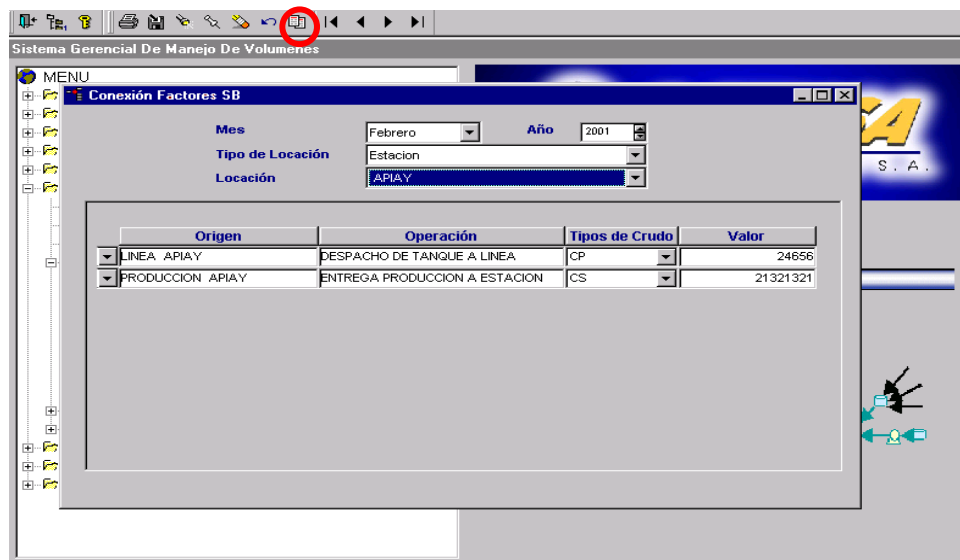 Sistema Gerencial De Manejo De Volumenes
MENU
Conexión Factores SB
Mes Febrero Año 2001
Tipo de Locación Estacion
Locación APIAY
S. A.
Origen Operación Tipos de Crudo Valor
LINEA APIAY DESPACHO DE TANQUE A LINEA CP 24656
PRODUCCION APIAY ENTREGA PRODUCCION A ESTACION CS 21321321